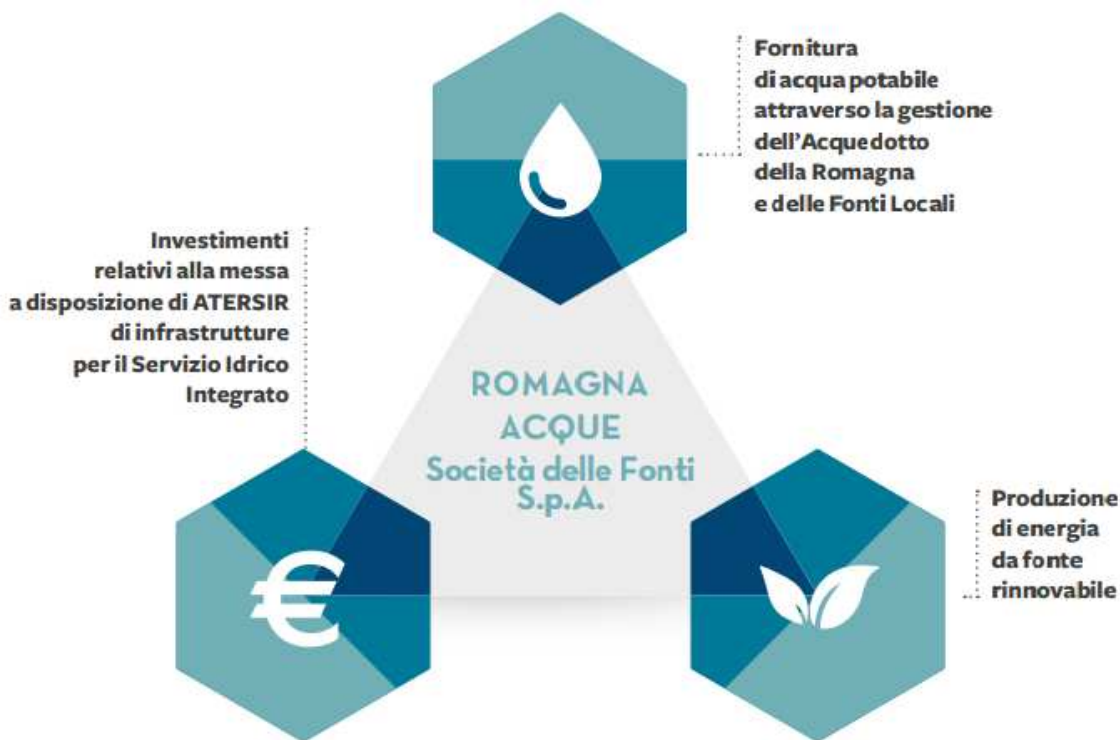 Fornitura
di acqua potabile
attraverso la gestione
dell'Acquedotto
della Romagna
e delle Fonti Locali
Investimenti
relativi alla messa
a disposizione di ATERSIR
di infrastrutture
per il Servizio Idrico
Integrato
ROMAGNA
ACQUE
Società delle Fonti
S.p.A.
Produzione
di energia
da fonte
rinnovabile
€